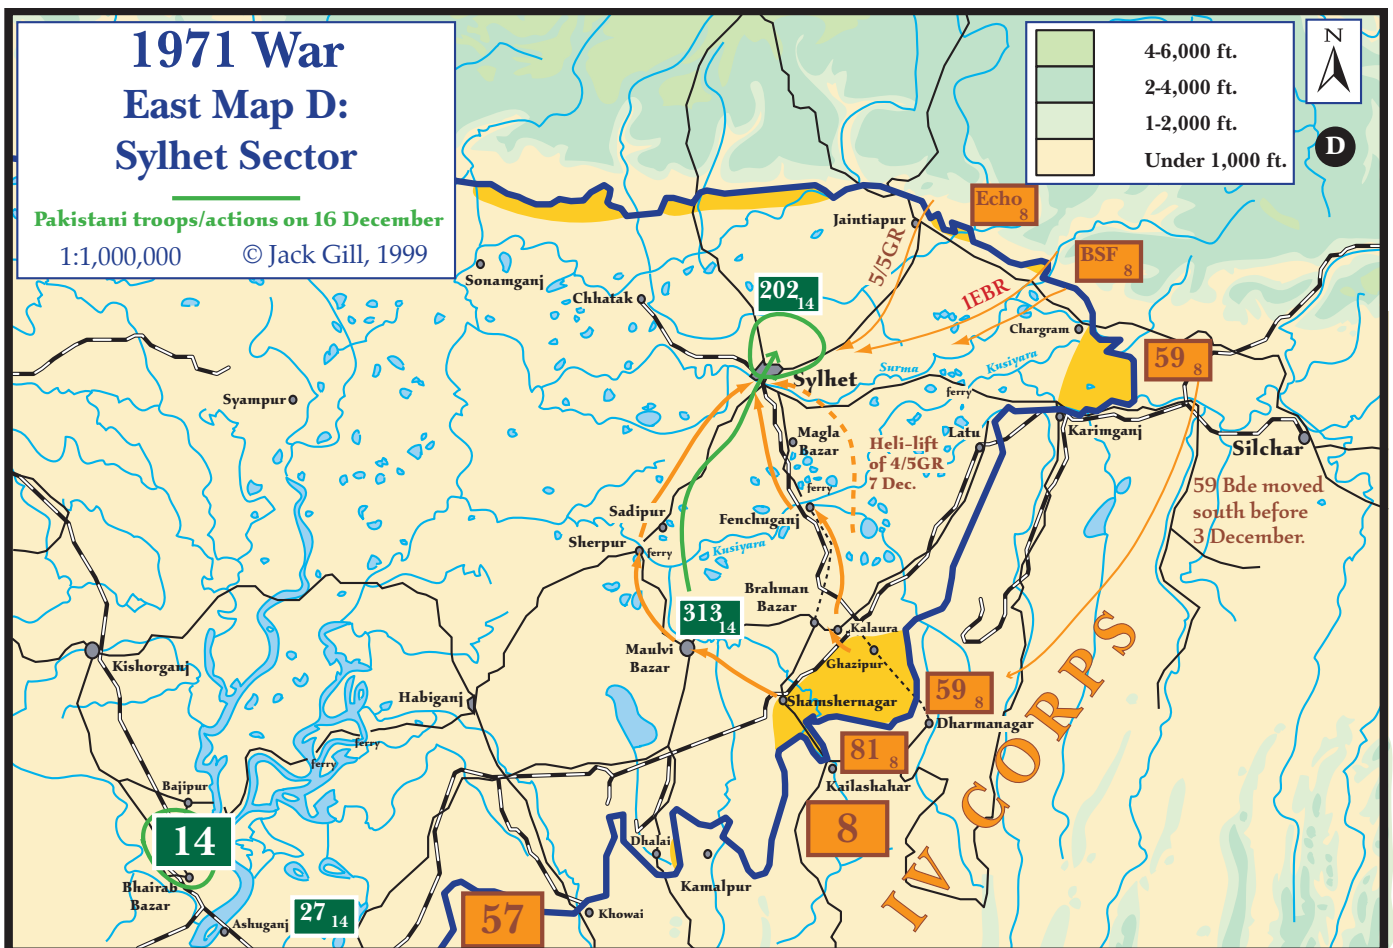 1971 War
East Map D:
Sylhet Sector
Pakistani troops/actions on 16 December
1:1,000,000 © Jack Gill, 1999
4-6,000 ft.
2-4,000 ft.
1-2,000 ft.
Under 1,000 ft.
N
D
Echo
8
Jaintiapur
5/5GR
BSF
8
Sonamganj
Chhatak
202
14
1EBR
Chargram
59
8
Sylhet
Surma
Kusiyara
ferry
Syampur
Karimganj
Silchar
Latu
Magla
Bazar
Heli-lift
of 4/5GR
7 Dec.
ferry
59 Bde moved
south before
3 December.
Sadipur
Fenchuganj
Sherpur
ferry
Kusiyara
Brahman
Bazar
313
14
Kalaura
Maulvi
Bazar
Ghazipur
Kishorganj
Habiganj
Shamshernagar
59
8
Dharmanagar
ferry
ferry
81
8
Kailashahar
IV CORPS
Bajipur
8
14
Dhalai
Kamalpur
Bhairab
Bazar
Ashuganj
27
14
57
Khowai